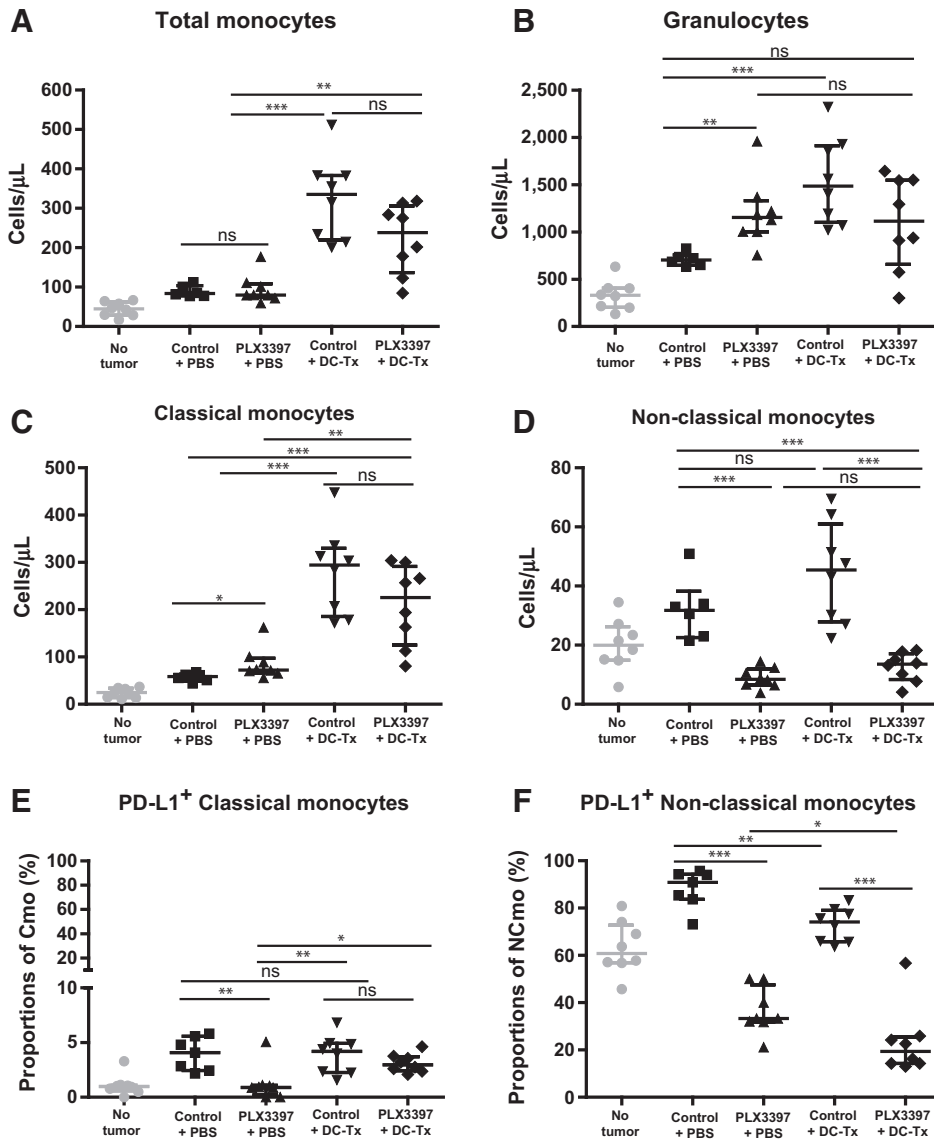 A Total monocytes
Cells/μL
600
500
400
300
200
100
0
**
***
ns
ns
No tumor
Control + PBS
PLX3397 + PBS
Control + DC-Tx
PLX3397 + DC-Tx
B Granulocytes
Cells/μL
2,500
2,000
1,500
1,000
500
0
ns
***
ns
**
No tumor
Control + PBS
PLX3397 + PBS
Control + DC-Tx
PLX3397 + DC-Tx
C Classical monocytes
Cells/μL
500
400
300
200
100
0
**
***
***
ns
*
No tumor
Control + PBS
PLX3397 + PBS
Control + DC-Tx
PLX3397 + DC-Tx
D Non-classical monocytes
Cells/μL
80
60
40
20
0
***
ns
***
***
ns
No tumor
Control + PBS
PLX3397 + PBS
Control + DC-Tx
PLX3397 + DC-Tx
E PD-L1+ Classical monocytes
Proportions of Cmo (%)
100
80
60
40
20
10
5
0
*
**
ns
**
ns
No tumor
Control + PBS
PLX3397 + PBS
Control + DC-Tx
PLX3397 + DC-Tx
F PD-L1+ Non-classical monocytes
Proportions of NCmo (%)
100
80
60
40
20
0
*
**
***
***
No tumor
Control + PBS
PLX3397 + PBS
Control + DC-Tx
PLX3397 + DC-Tx